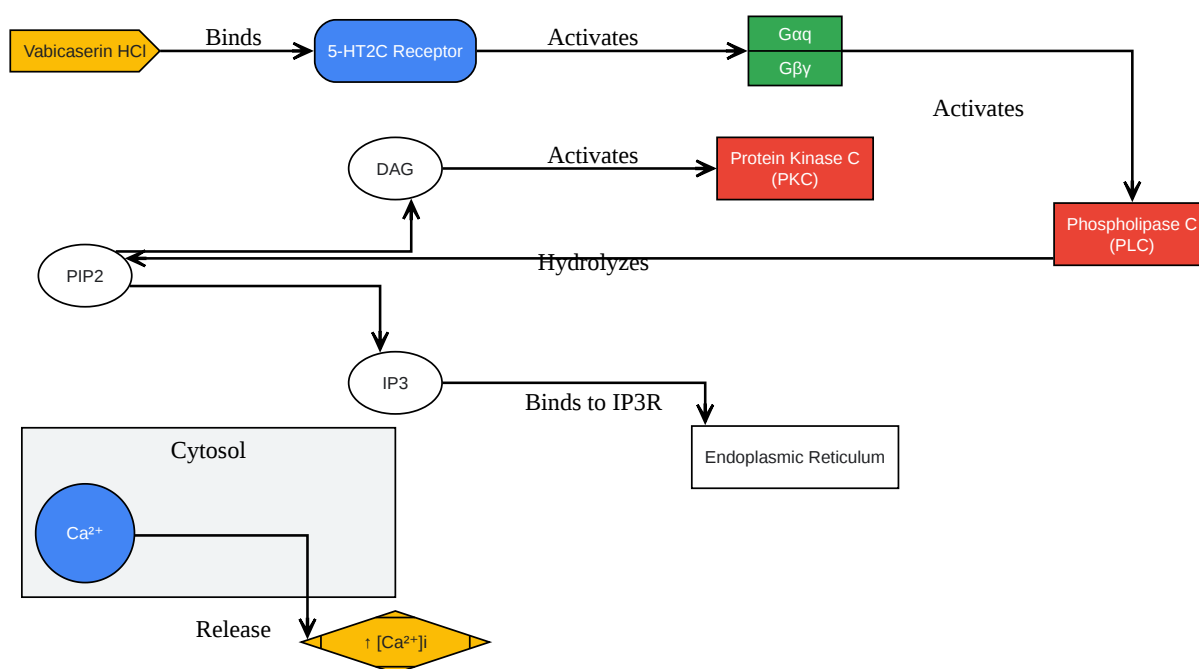 Vabicaserin HCl
Binds
5-HT2C Receptor
Activates
Gαq
Gβγ
Activates
DAG
Activates
Protein Kinase C
(PKC)
Phospholipase C
(PLC)
PIP2
Hydrolyzes
IP3
Binds to IP3R
Endoplasmic Reticulum
Cytosol
Ca²⁺
Release
↑ [Ca²⁺]i